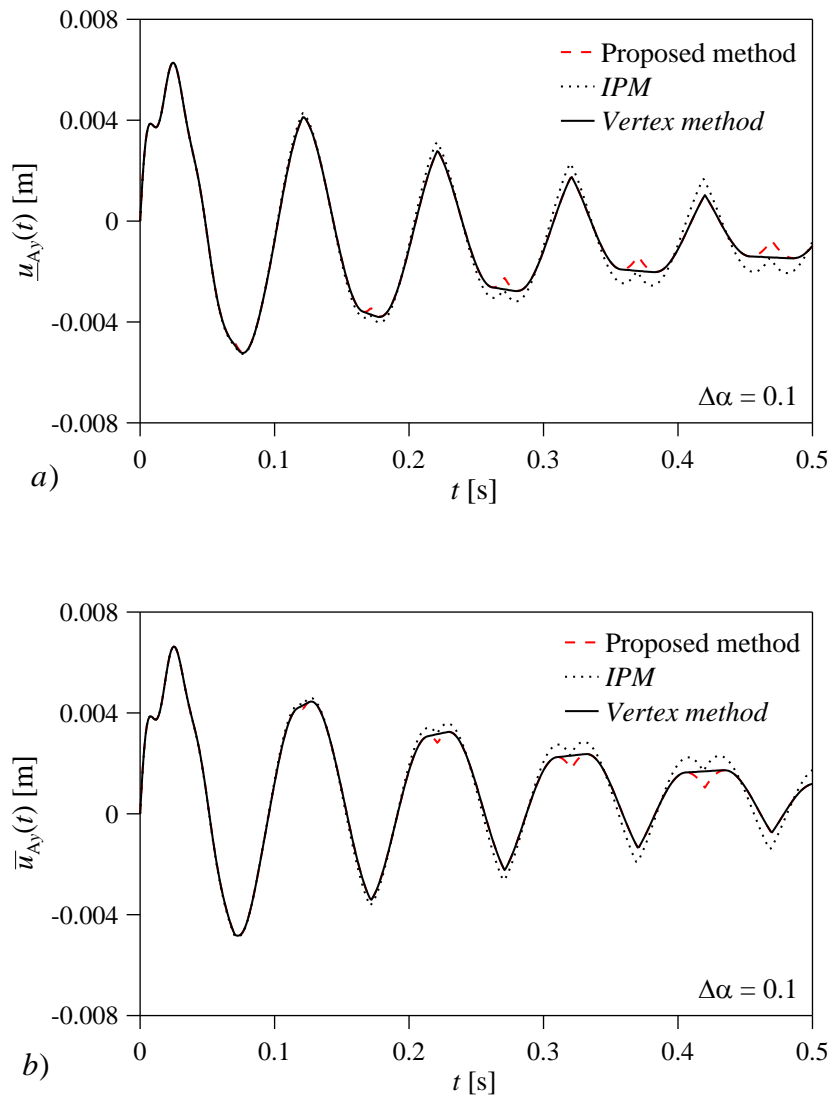 0.008
0.004
0
-0.004
-0.008
u̲Ay(t) [m]
Proposed method
IPM
Vertex method
Δα = 0.1
0 0.1 0.2 0.3 0.4 0.5
t [s]
a)
0.008
0.004
0
-0.004
-0.008
u̅Ay(t) [m]
Proposed method
IPM
Vertex method
Δα = 0.1
0 0.1 0.2 0.3 0.4 0.5
t [s]
b)